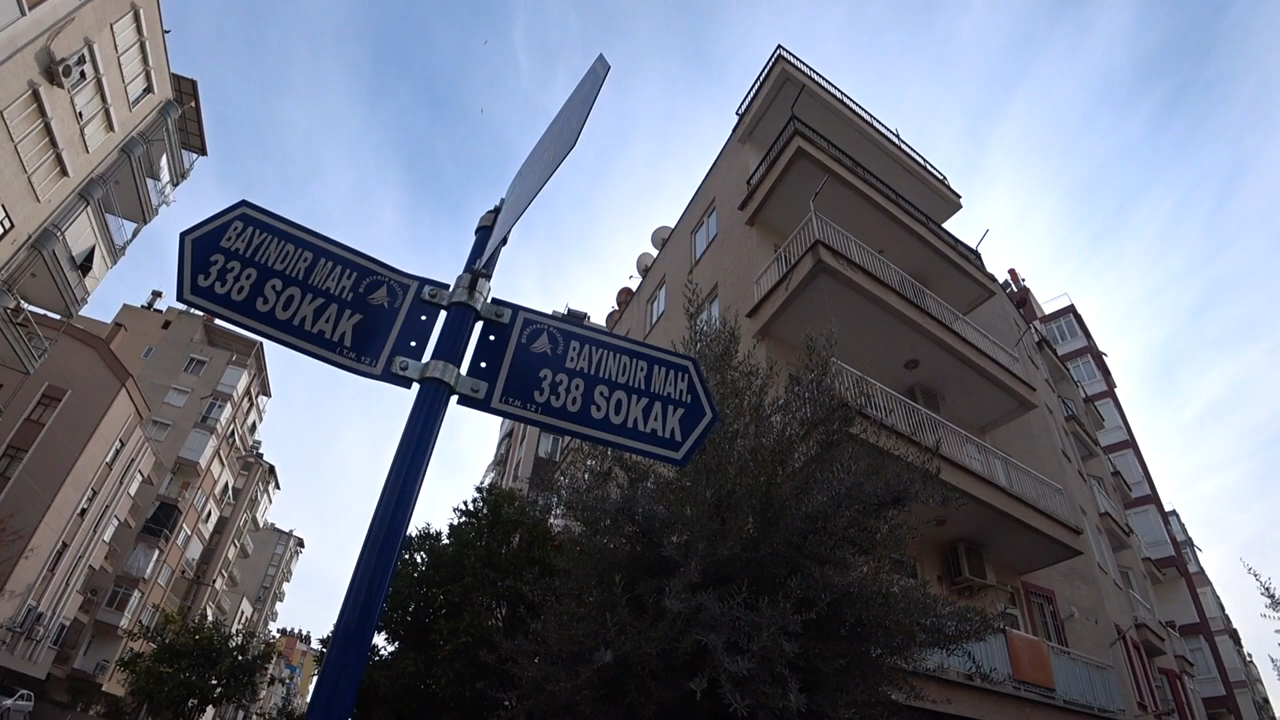 BAYINDIR MAH.
338 SOKAK
(T.N. 12)
BAYINDIR MAH.
338 SOKAK
(T.N. 12)